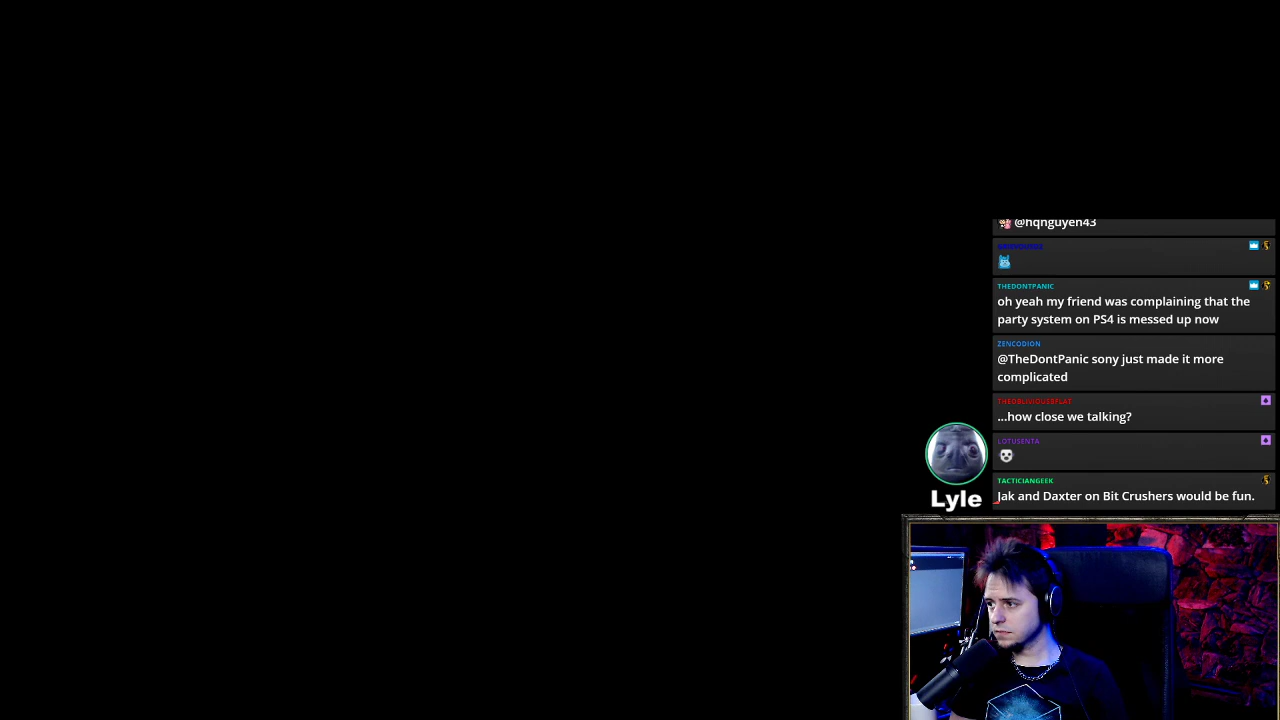 @hqnguyen43
THEDONTPANIC
oh yeah my friend was complaining that the
party system on PS4 is messed up now
ZENCODION
@TheDontPanic sony just made it more
complicated
THEOBLIVIOUSBFLAT
...how close we talking?
LOTUSENTA
TACTICIANGEEK
Jak and Daxter on Bit Crushers would be fun.
Lyle